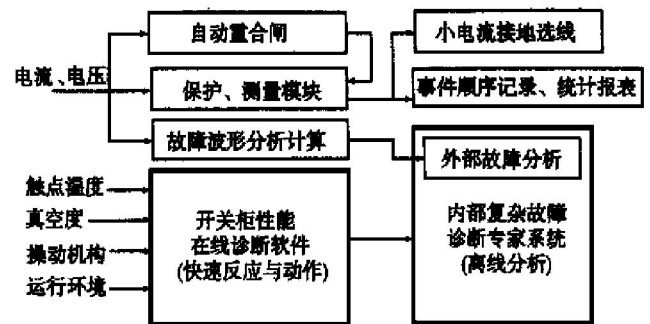 自动重合闸
小电流接地选线
电流、电压
保护、测量模块
事件顺序记录、统计报表
故障波形分析计算
外部故障分析
触点温度
真空度
操动机构
运行环境
开关柜性能
在线诊断软件
(快速反应与动作)
内部复杂故障
诊断专家系统
(离线分析)